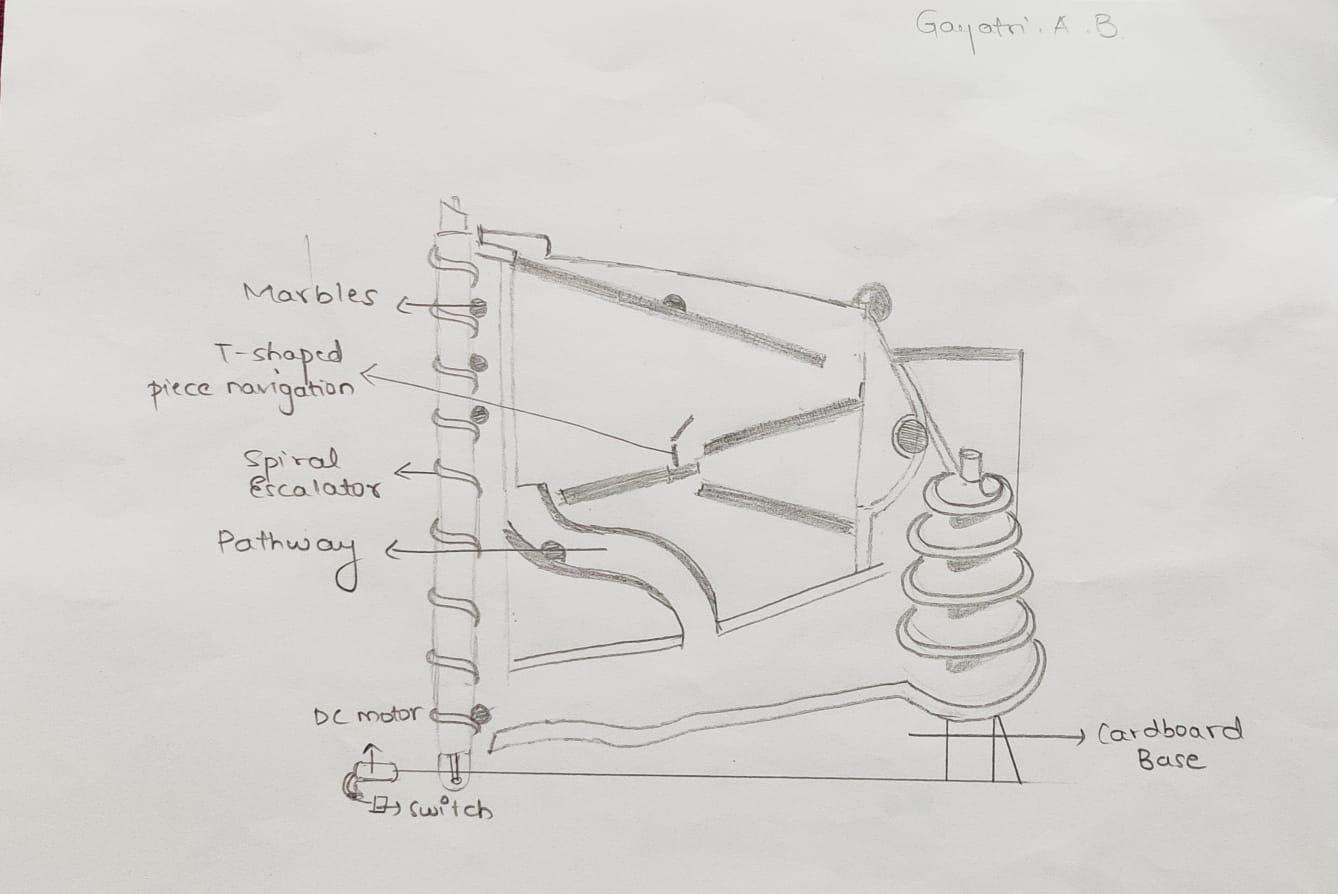 Gayatri. A. B.
Marbles
T-shaped
piece navigation
Spiral
Escalator
Pathway
DC motor
Switch
Cardboard
Base